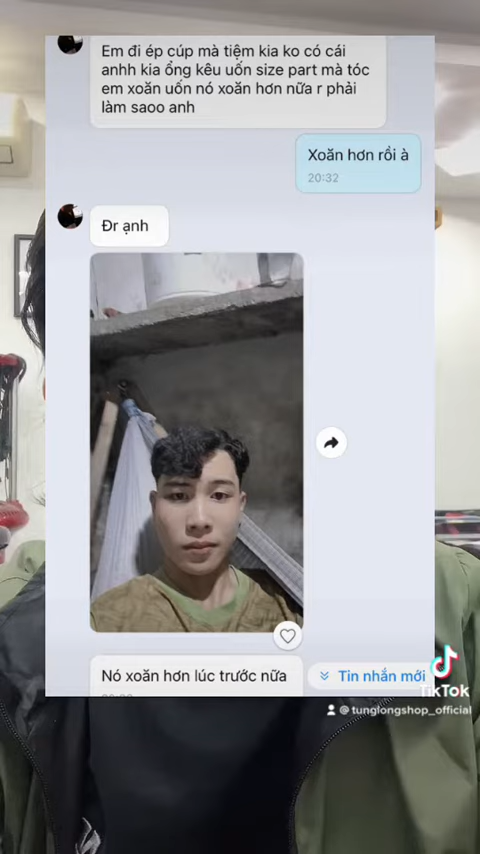 Em đi ép cúp mà tiệm kia ko có cái
anhh kia ổng kêu uốn size part mà tóc
em xoăn uốn nó xoăn hơn nữa r phải
làm saoo anh
Xoăn hơn rồi à
20:32
Đr ạnh
Nó xoăn hơn lúc trước nữa
Tin nhắn mới
TikTok
@tunglongshop_official